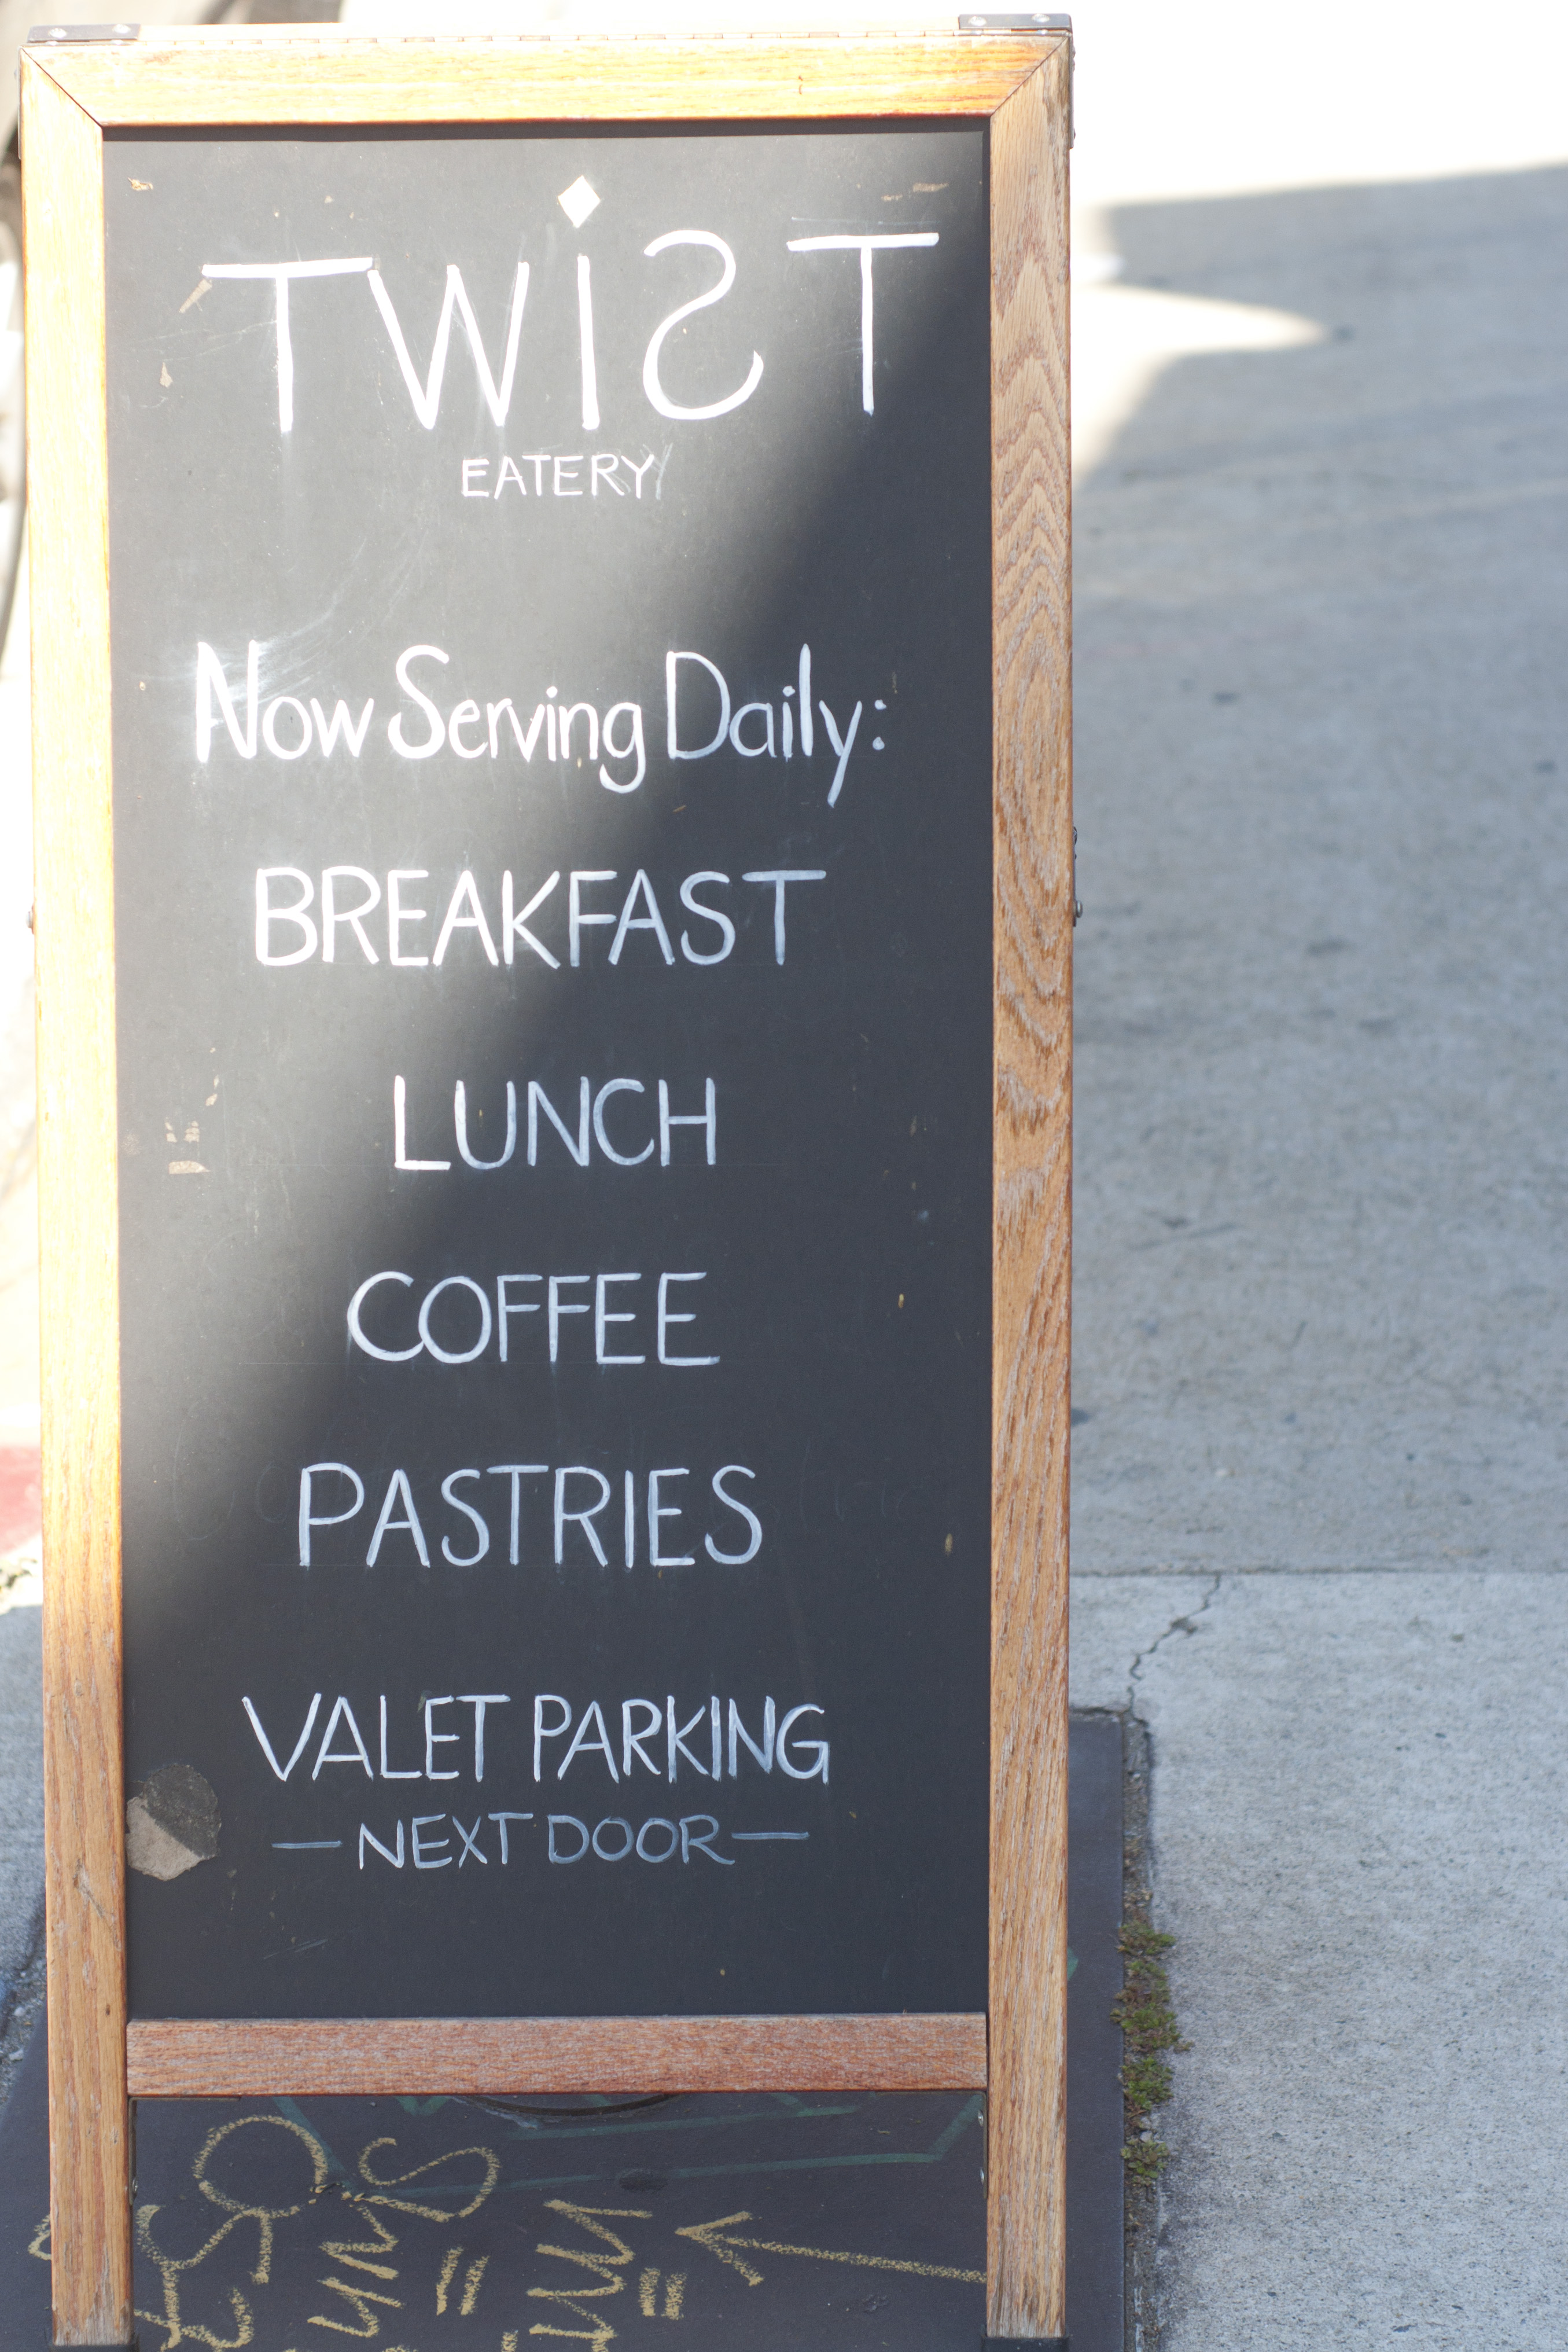 TWiST
EATERY
Now Serving Daily:
BREAKFAST
LUNCH
COFFEE
PASTRIES
VALET PARKING
—NEXT DOOR—